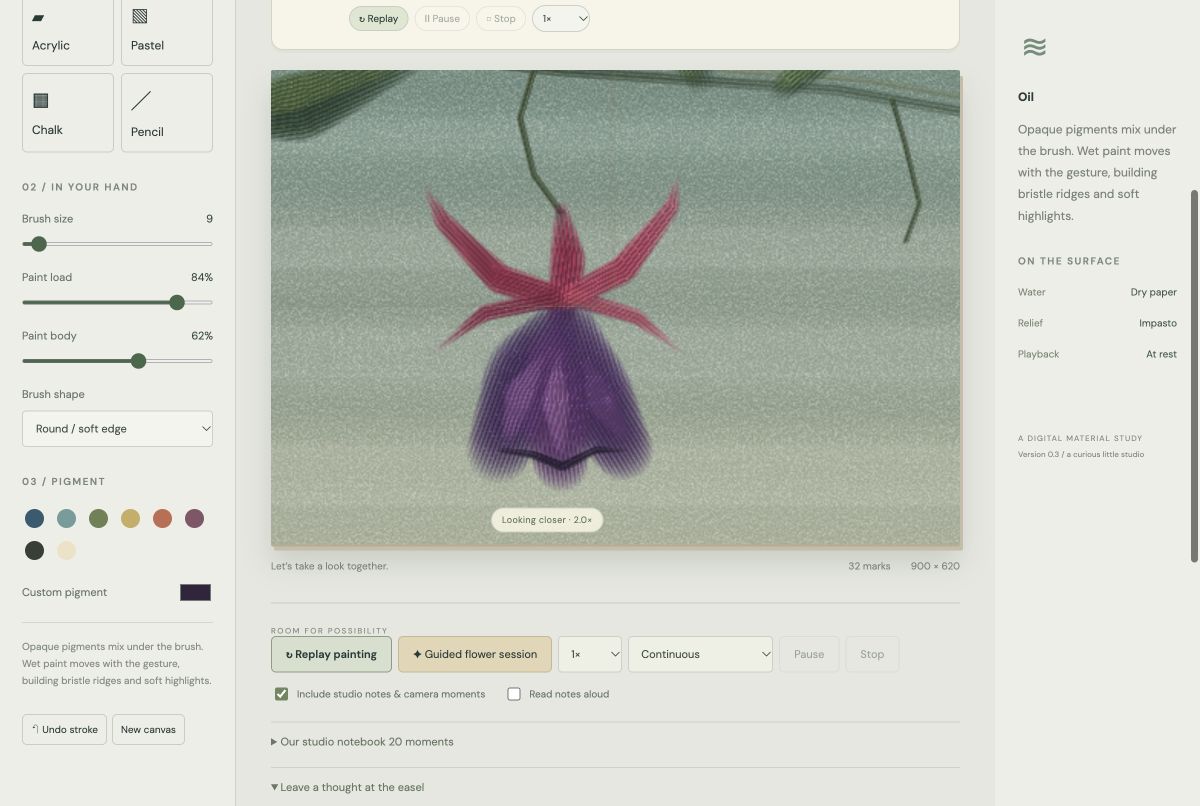 Acrylic
Pastel
Chalk
Pencil
02 / IN YOUR HAND
Brush size 9
Paint load 84%
Paint body 62%
Brush shape
Round / soft edge
03 / PIGMENT
Custom pigment
Opaque pigments mix under the brush.
Wet paint moves with the gesture,
building bristle ridges and soft highlights.
Undo stroke New canvas
Replay Pause Stop 1×
Looking closer · 2.0×
Let's take a look together. 32 marks 900 × 620
ROOM FOR POSSIBILITY
↻ Replay painting ✦ Guided flower session 1× Continuous Pause Stop
Include studio notes & camera moments Read notes aloud
Our studio notebook 20 moments
Leave a thought at the easel
Oil
Opaque pigments mix under
the brush. Wet paint moves
with the gesture, building
bristle ridges and soft
highlights.
ON THE SURFACE
Water Dry paper
Relief Impasto
Playback At rest
A DIGITAL MATERIAL STUDY
Version 0.3 / a curious little studio